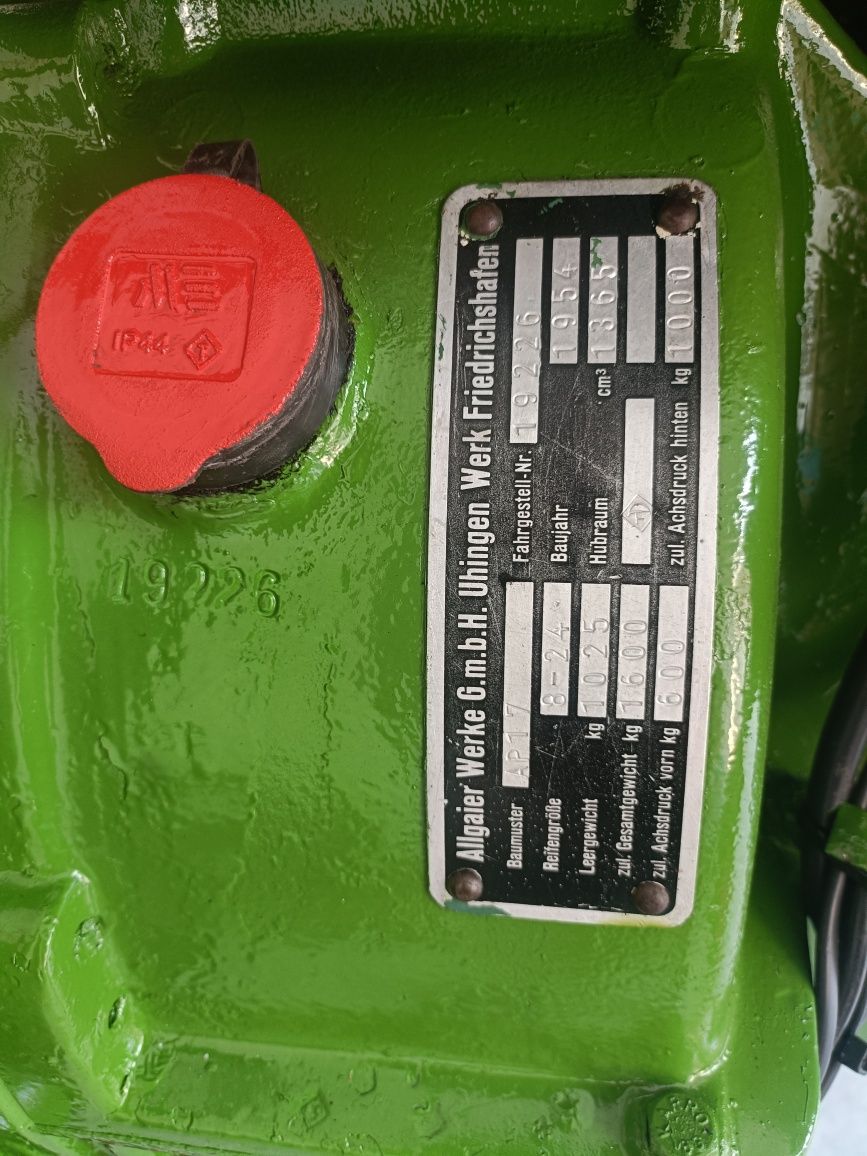 Allgaier Werke G.m.b.H. Uhingen Werk Friedrichshafen
Baumuster AP17 Fahrgestell-Nr. 19226
Reifengröße 8-24 Baujahr 1954
Leergewicht kg 1025 Hubraum cm³ 1365
zul. Gesamtgewicht kg 1600
zul. Achsdruck vorn kg 600 zul. Achsdruck hinten kg 1000
IP44
19226